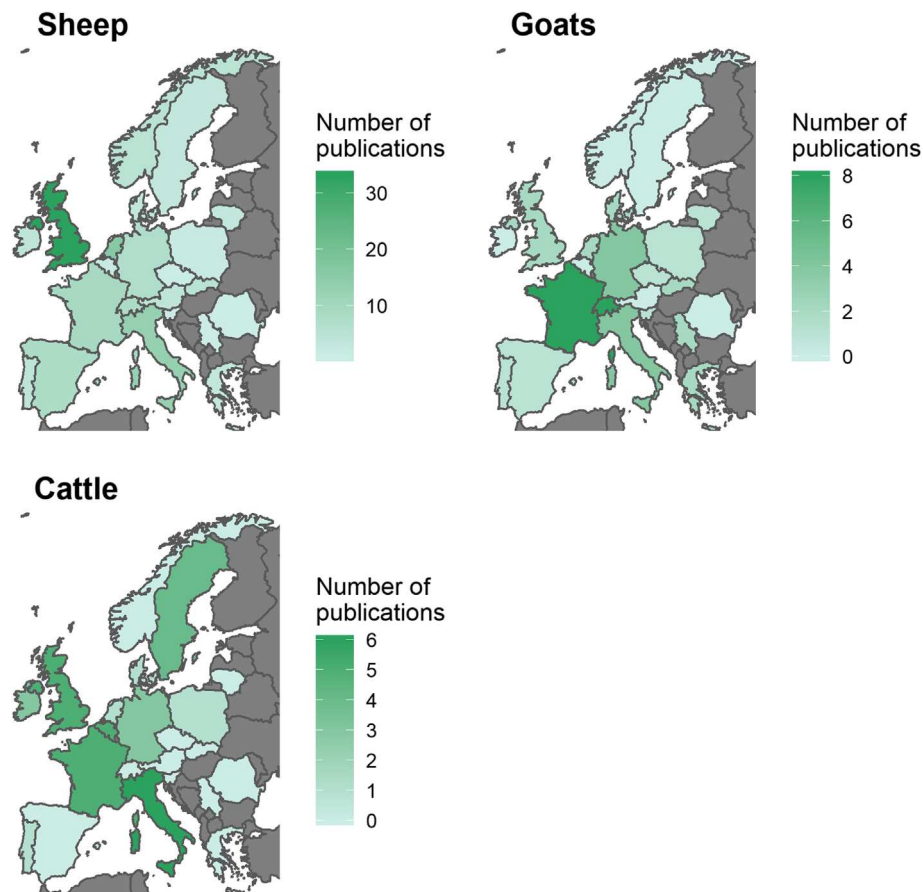 Sheep
Number of
publications
30
20
10
Goats
Number of
publications
8
6
4
2
0
Cattle
Number of
publications
6
5
4
3
2
1
0